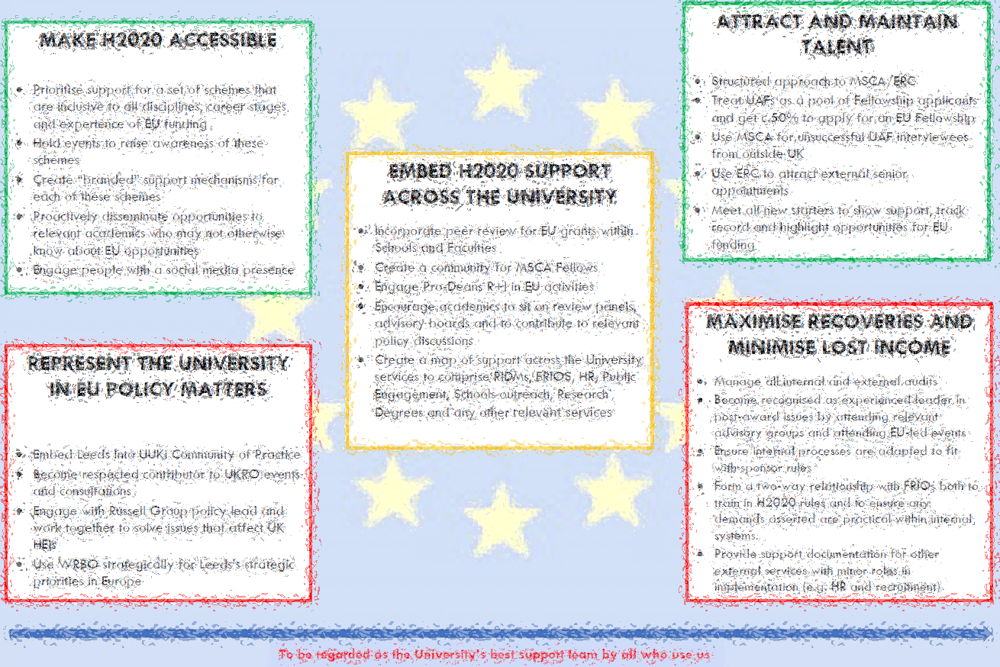 MAKE H2020 ACCESSIBLE
• Prioritise support for a set of schemes that
are inclusive to all disciplines, career stages,
and experience of EU funding
• Hold events to raise awareness of these
schemes
• Create "branded" support mechanisms for
each of these schemes
• Proactively disseminate opportunities to
relevant academics who may not otherwise
know about EU opportunities
• Engage people with a social media presence
REPRESENT THE UNIVERSITY
IN EU POLICY MATTERS
• Embed Leeds into UUKi Community of Practice
• Become respected contributor to UKRO events
and consultations
• Engage with Russell Group policy lead and
work together to solve issues that affect UK
HEIs
• Use WRBO strategically for Leeds's strategic
priorities in Europe
EMBED H2020 SUPPORT
ACROSS THE UNIVERSITY
• Incorporate peer review for EU grants within
Schools and Faculties
• Create a community for MSCA Fellows
• Engage Pro-Deans R+I in EU activities
• Encourage academics to sit on review panels,
advisory boards and to contribute to relevant
policy discussions
• Create a map of support across the University
services to comprise RIDMs, FRIOS, HR, Public
Engagement, Schools outreach, Research
Degrees and any other relevant services
ATTRACT AND MAINTAIN
TALENT
• Structured approach to MSCA/ERC
• Treat UAFs as a pool of Fellowship applicants
and get c.50% to apply for an EU Fellowship
• Use MSCA for unsuccessful UAF interviewees
from outside UK
• Use ERC to attract external senior
appointments
• Meet all new starters to show support, track
record and highlight opportunities for EU
funding
MAXIMISE RECOVERIES AND
MINIMISE LOST INCOME
• Manage all internal and external audits
• Become recognised as experienced leader in
post-award issues by attending relevant
advisory groups and attending EU-led events
• Ensure internal processes are adapted to fit
with sponsor rules
• Form a two-way relationship with FRIOs both to
train in H2020 rules and to ensure any
demands asserted are practical within internal
systems.
• Provide support documentation for other
external services with minor roles in
implementation (e.g. HR and recruitment)
To be regarded as the University's best support team by all who use us